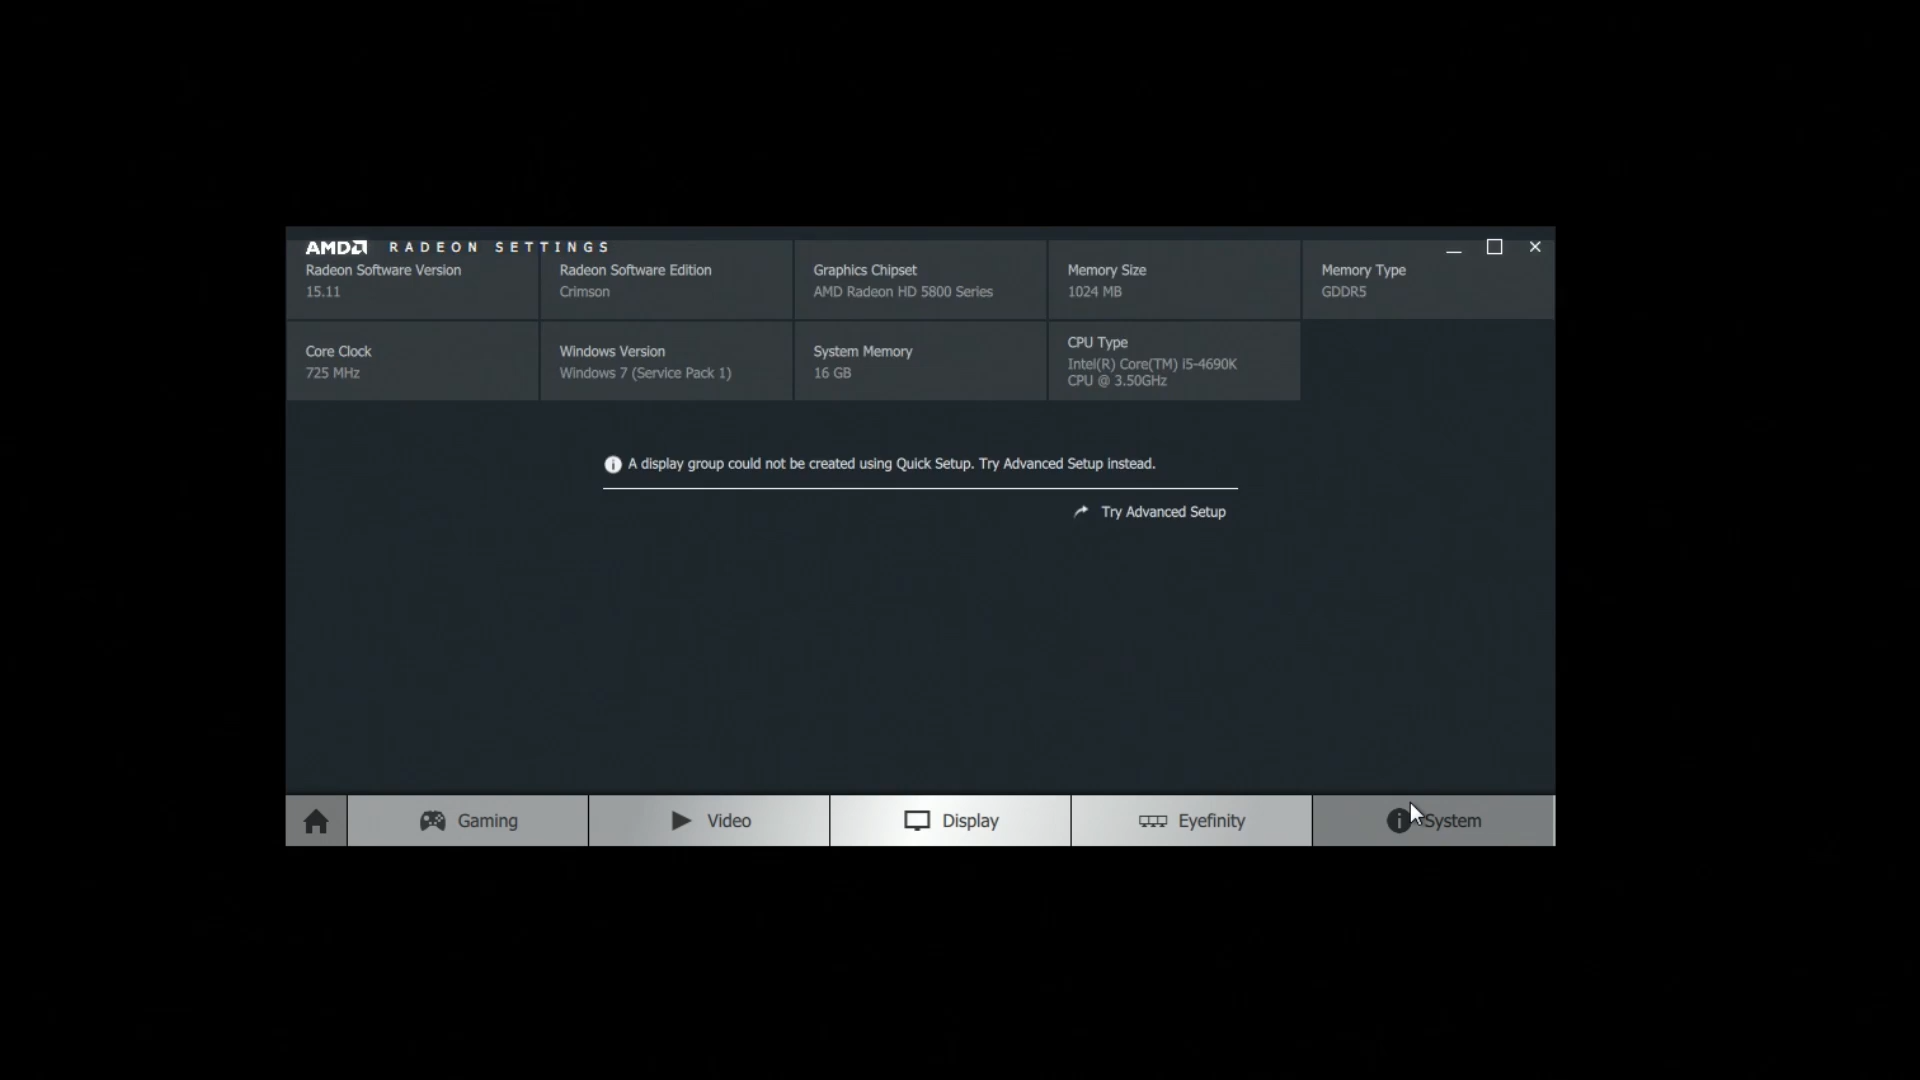 AMD RADEON SETTINGS
Radeon Software Version
15.11
Radeon Software Edition
Crimson
Graphics Chipset
AMD Radeon HD 5800 Series
Memory Size
1024 MB
Memory Type
GDDR5
Core Clock
725 MHz
Windows Version
Windows 7 (Service Pack 1)
System Memory
16 GB
CPU Type
Intel(R) Core(TM) i5-4690K
CPU @ 3.50GHz
A display group could not be created using Quick Setup. Try Advanced Setup instead.
Try Advanced Setup
Gaming
Video
Display
Eyefinity
System